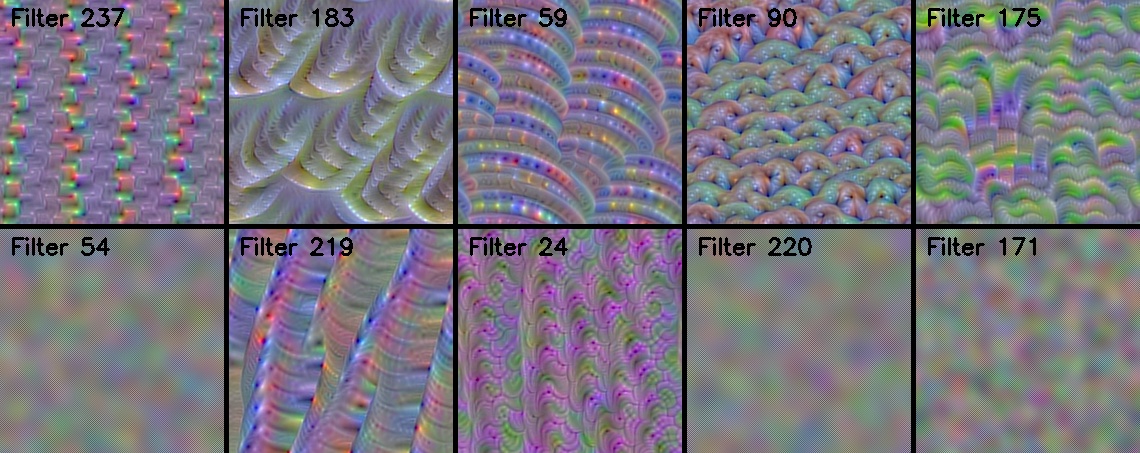 Filter 237
Filter 183
Filter 59
Filter 90
Filter 175
Filter 54
Filter 219
Filter 24
Filter 220
Filter 171